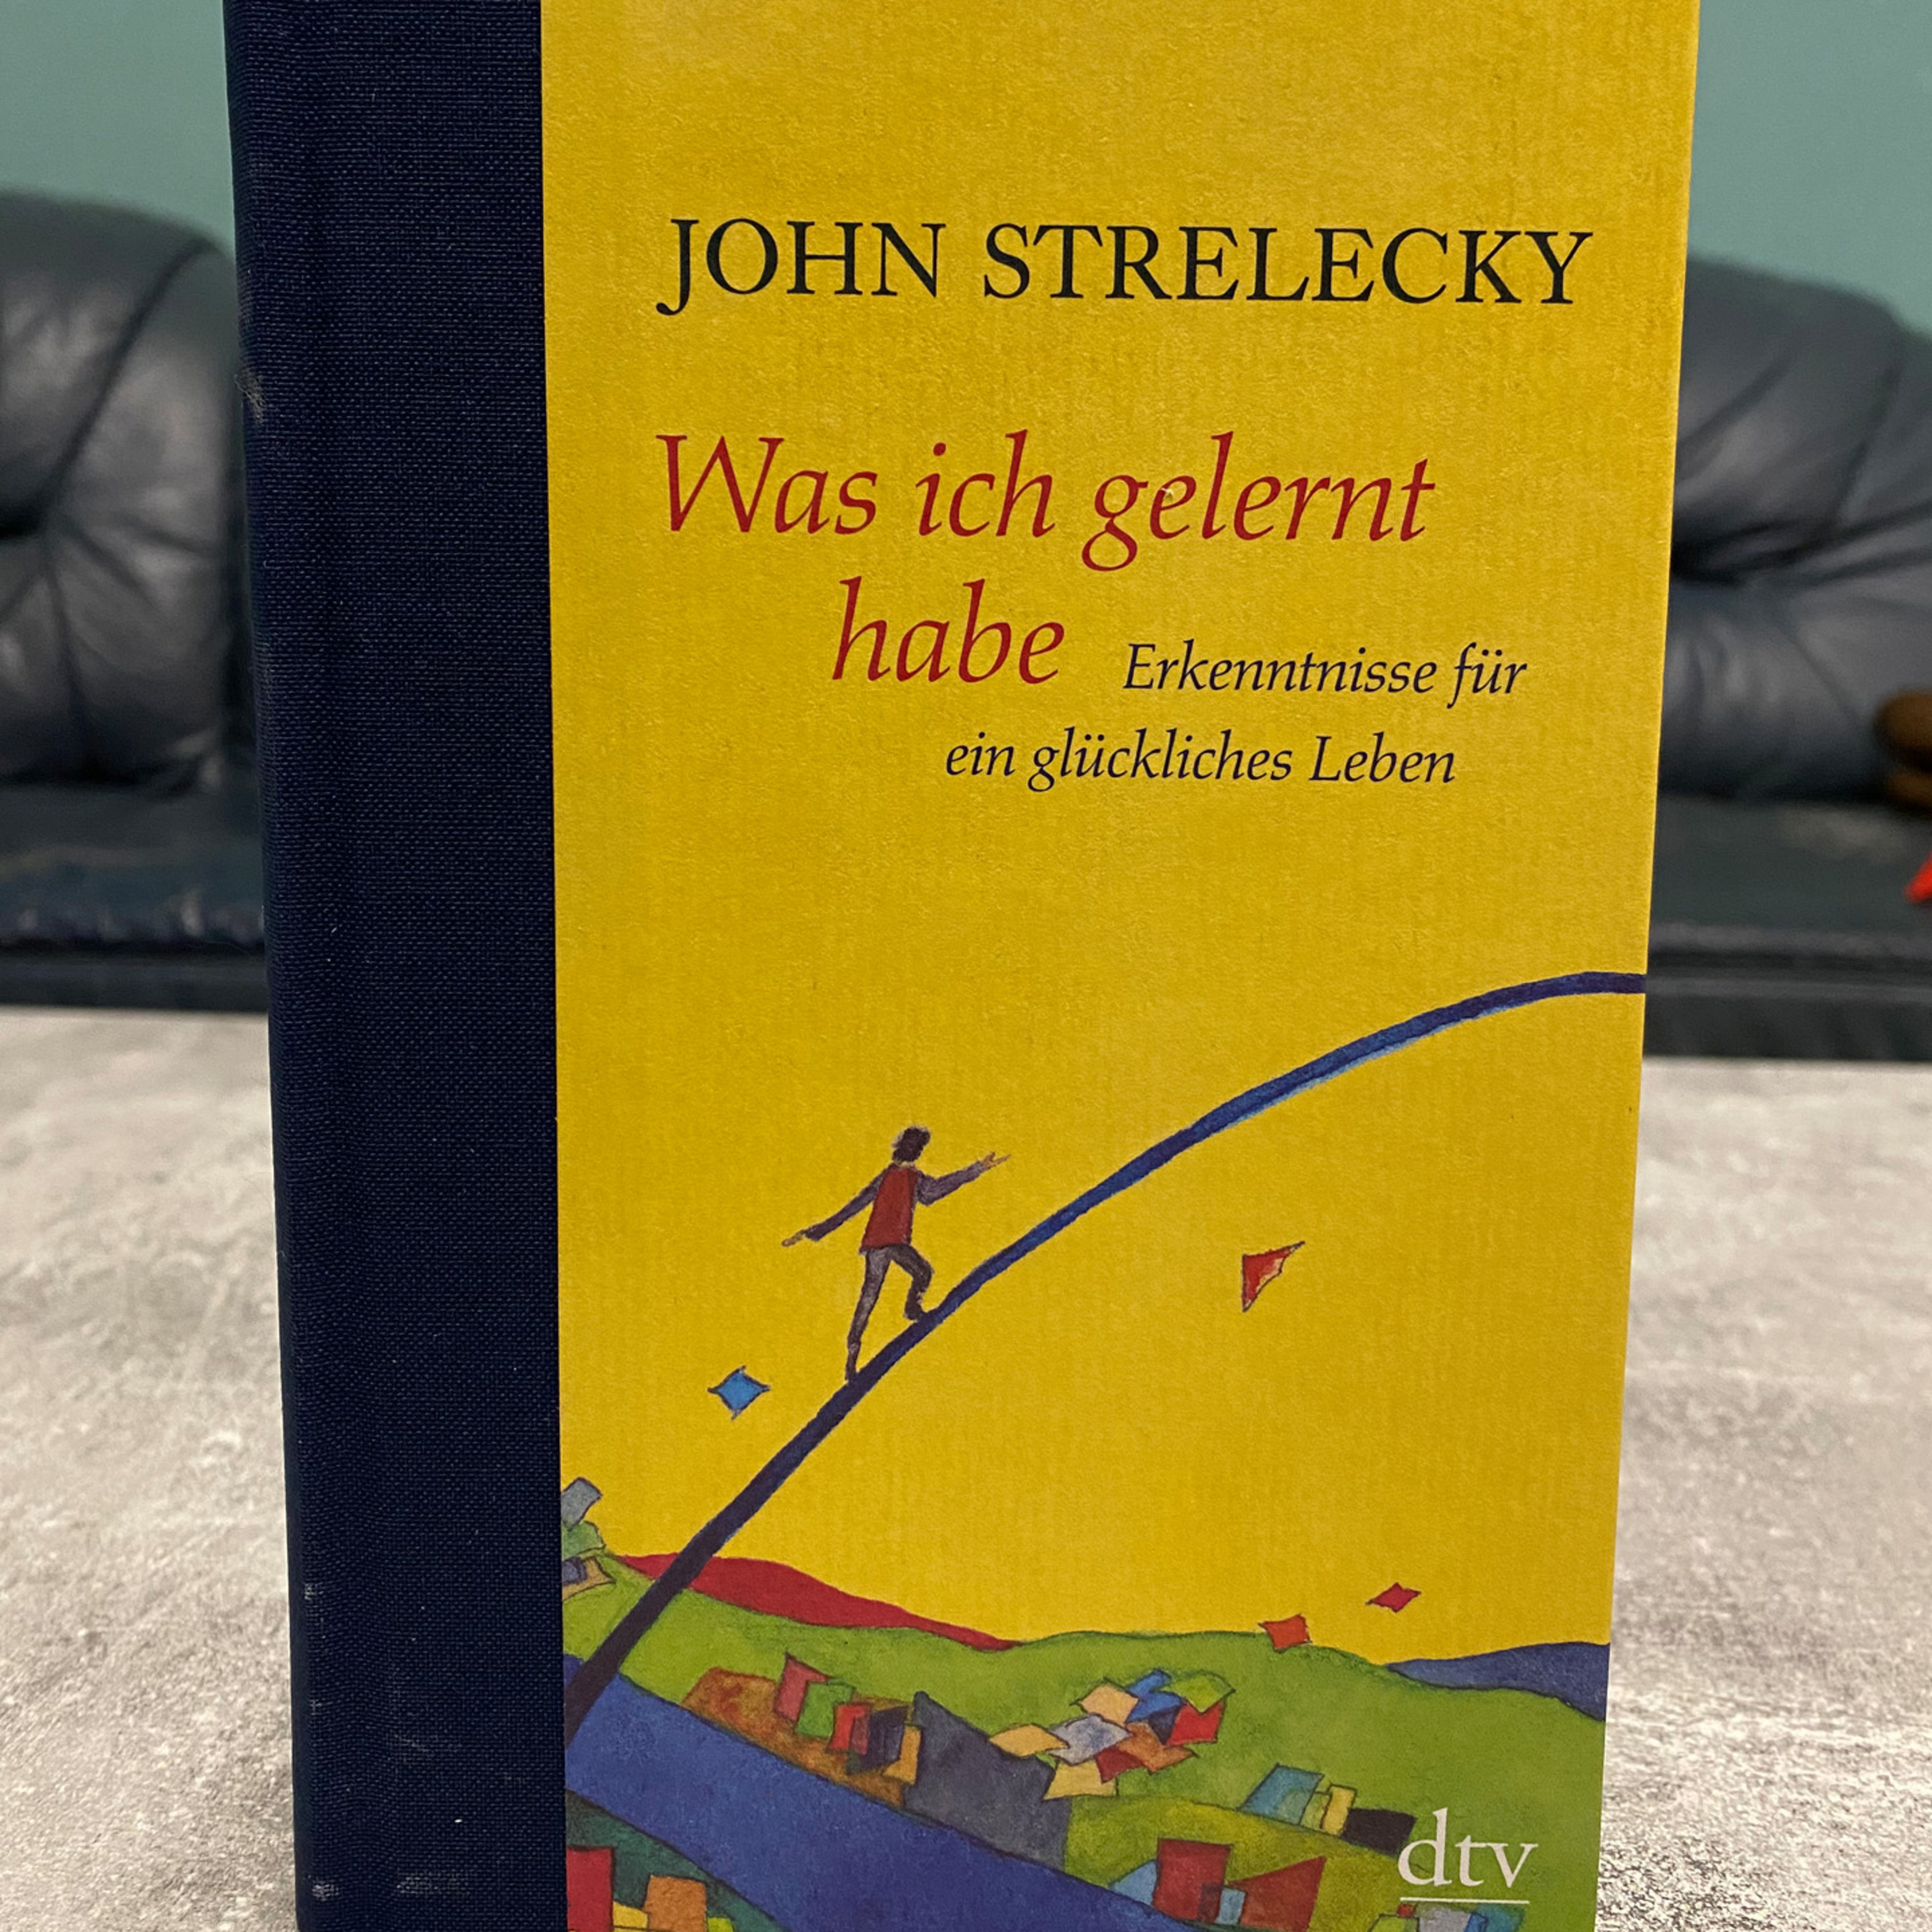 JOHN STRELECKY
Was ich gelernt
habe Erkenntnisse für
ein glückliches Leben
dtv